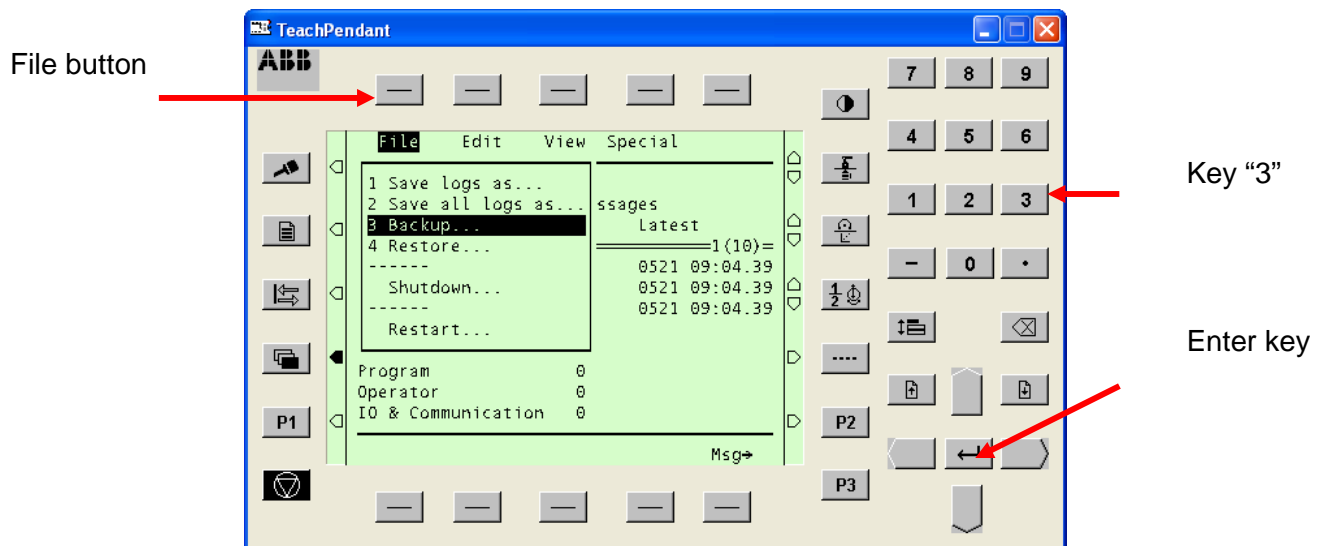 TeachPendant
File button
ABB
7 8 9
File Edit View Special
4 5 6
1 Save logs as...
2 Save all logs as... ssages
3 Backup... Latest
4 Restore... 1(10)=
------ 0521 09:04.39
Shutdown... 0521 09:04.39
------ 0521 09:04.39
Restart...
Key “3”
1 2 3
- 0 .
1/2
Enter key
----
Program 0
Operator 0
IO & Communication 0
P1
P2
Msg→
P3